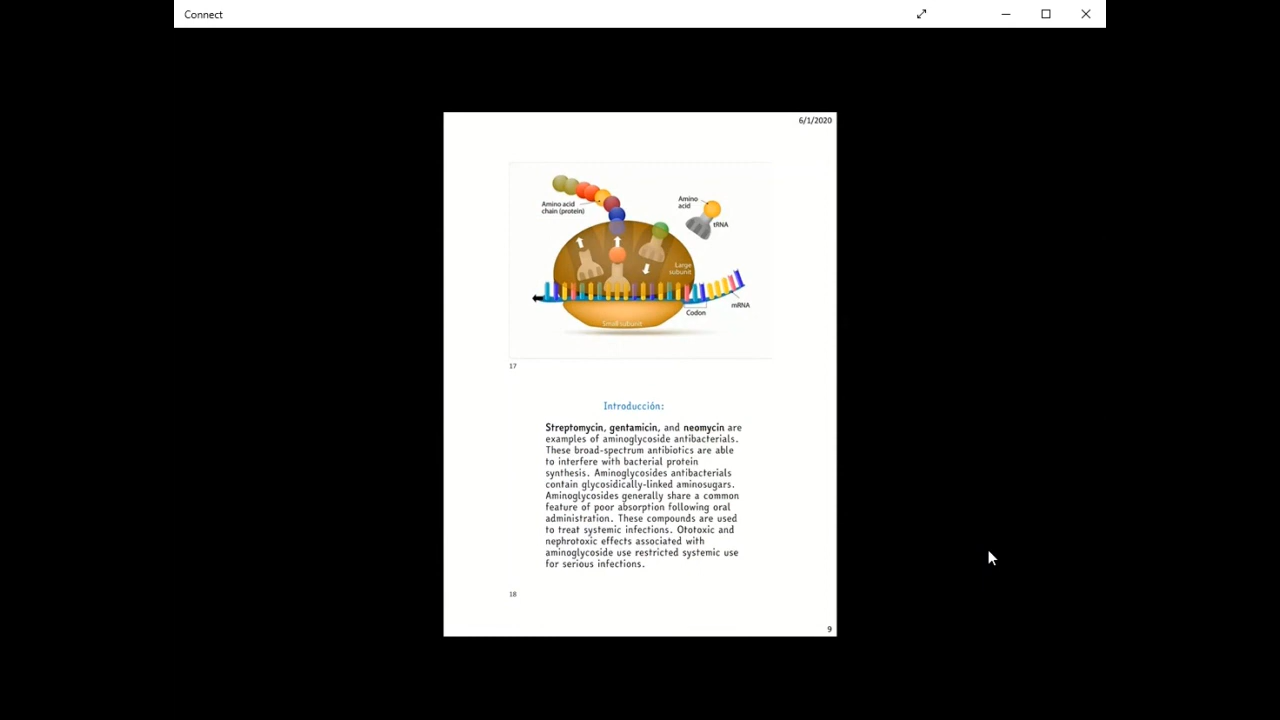 Connect
6/1/2020
Amino acid
chain (protein)
Amino
acid
tRNA
Large
subunit
mRNA
Codon
Small subunit
17
Introducción:
Streptomycin, gentamicin, and neomycin are
examples of aminoglycoside antibacterials.
These broad-spectrum antibiotics are able
to interfere with bacterial protein
synthesis. Aminoglycosides antibacterials
contain glycosidically-linked aminosugars.
Aminoglycosides generally share a common
feature of poor absorption following oral
administration. These compounds are used
to treat systemic infections. Ototoxic and
nephrotoxic effects associated with
aminoglycoside use restricted systemic use
for serious infections.
18
9